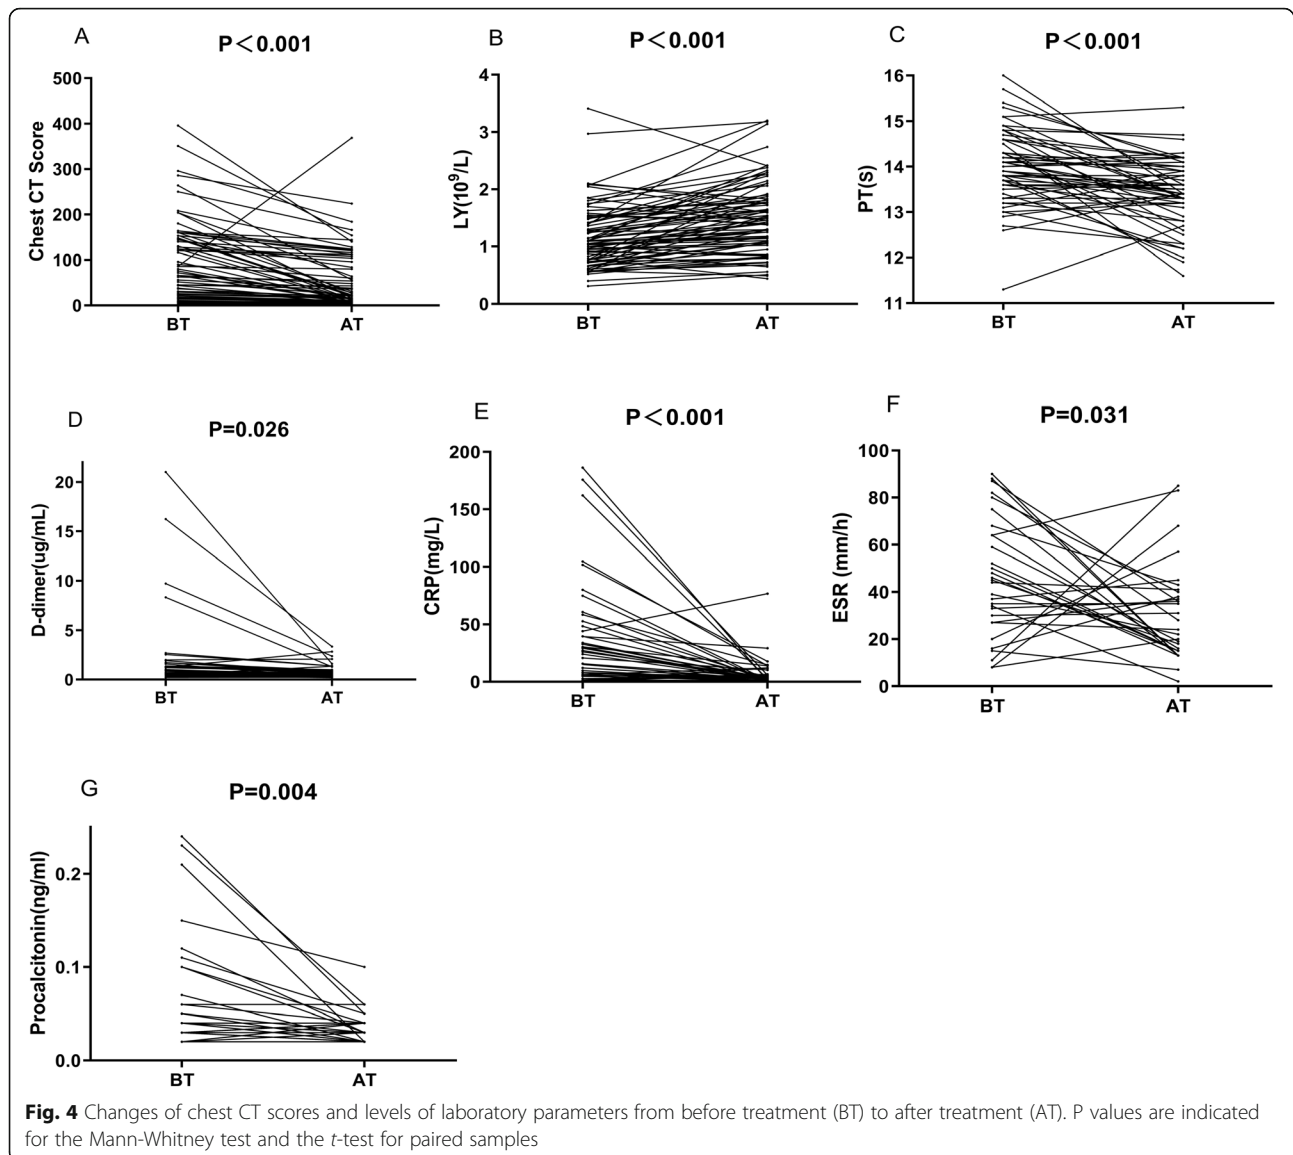 A
P<0.001
500
400
300
200
100
0
Chest CT Score
BT
AT
B
P<0.001
4
3
2
1
0
LY(10⁹/L)
BT
AT
C
P<0.001
16
15
14
13
12
11
PT(S)
BT
AT
D
P=0.026
20
15
10
5
0
D-dimer(ug/mL)
BT
AT
E
P<0.001
200
150
100
50
0
CRP(mg/L)
BT
AT
F
P=0.031
100
80
60
40
20
0
ESR (mm/h)
BT
AT
G
P=0.004
0.2
0.1
0.0
Procalcitonin(ng/ml)
BT
AT
Fig. 4 Changes of chest CT scores and levels of laboratory parameters from before treatment (BT) to after treatment (AT). P values are indicated
for the Mann-Whitney test and the t-test for paired samples